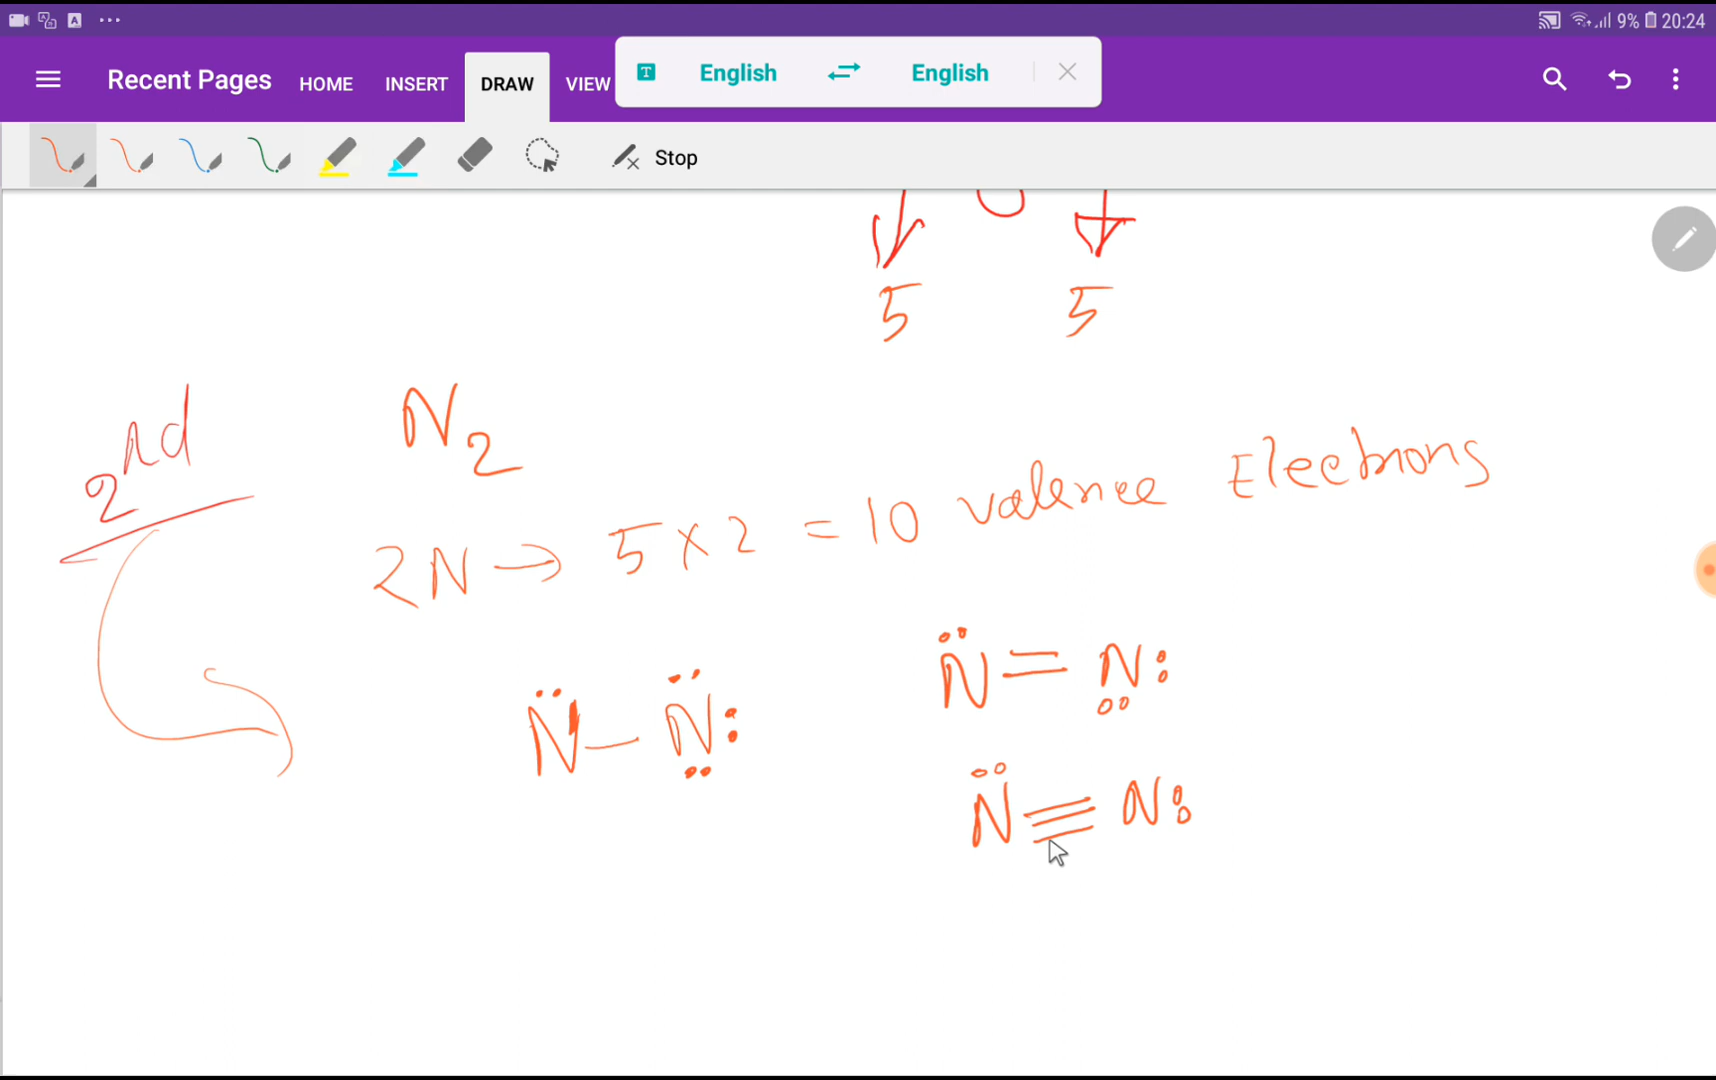 9% 20:24
Recent Pages HOME INSERT DRAW VIEW English English
Stop
5 5
2nd
N2
2N → 5 × 2 = 10 valence Electrons
N̈ = N:
N̈ – N̈:
N̈ ≡ N: